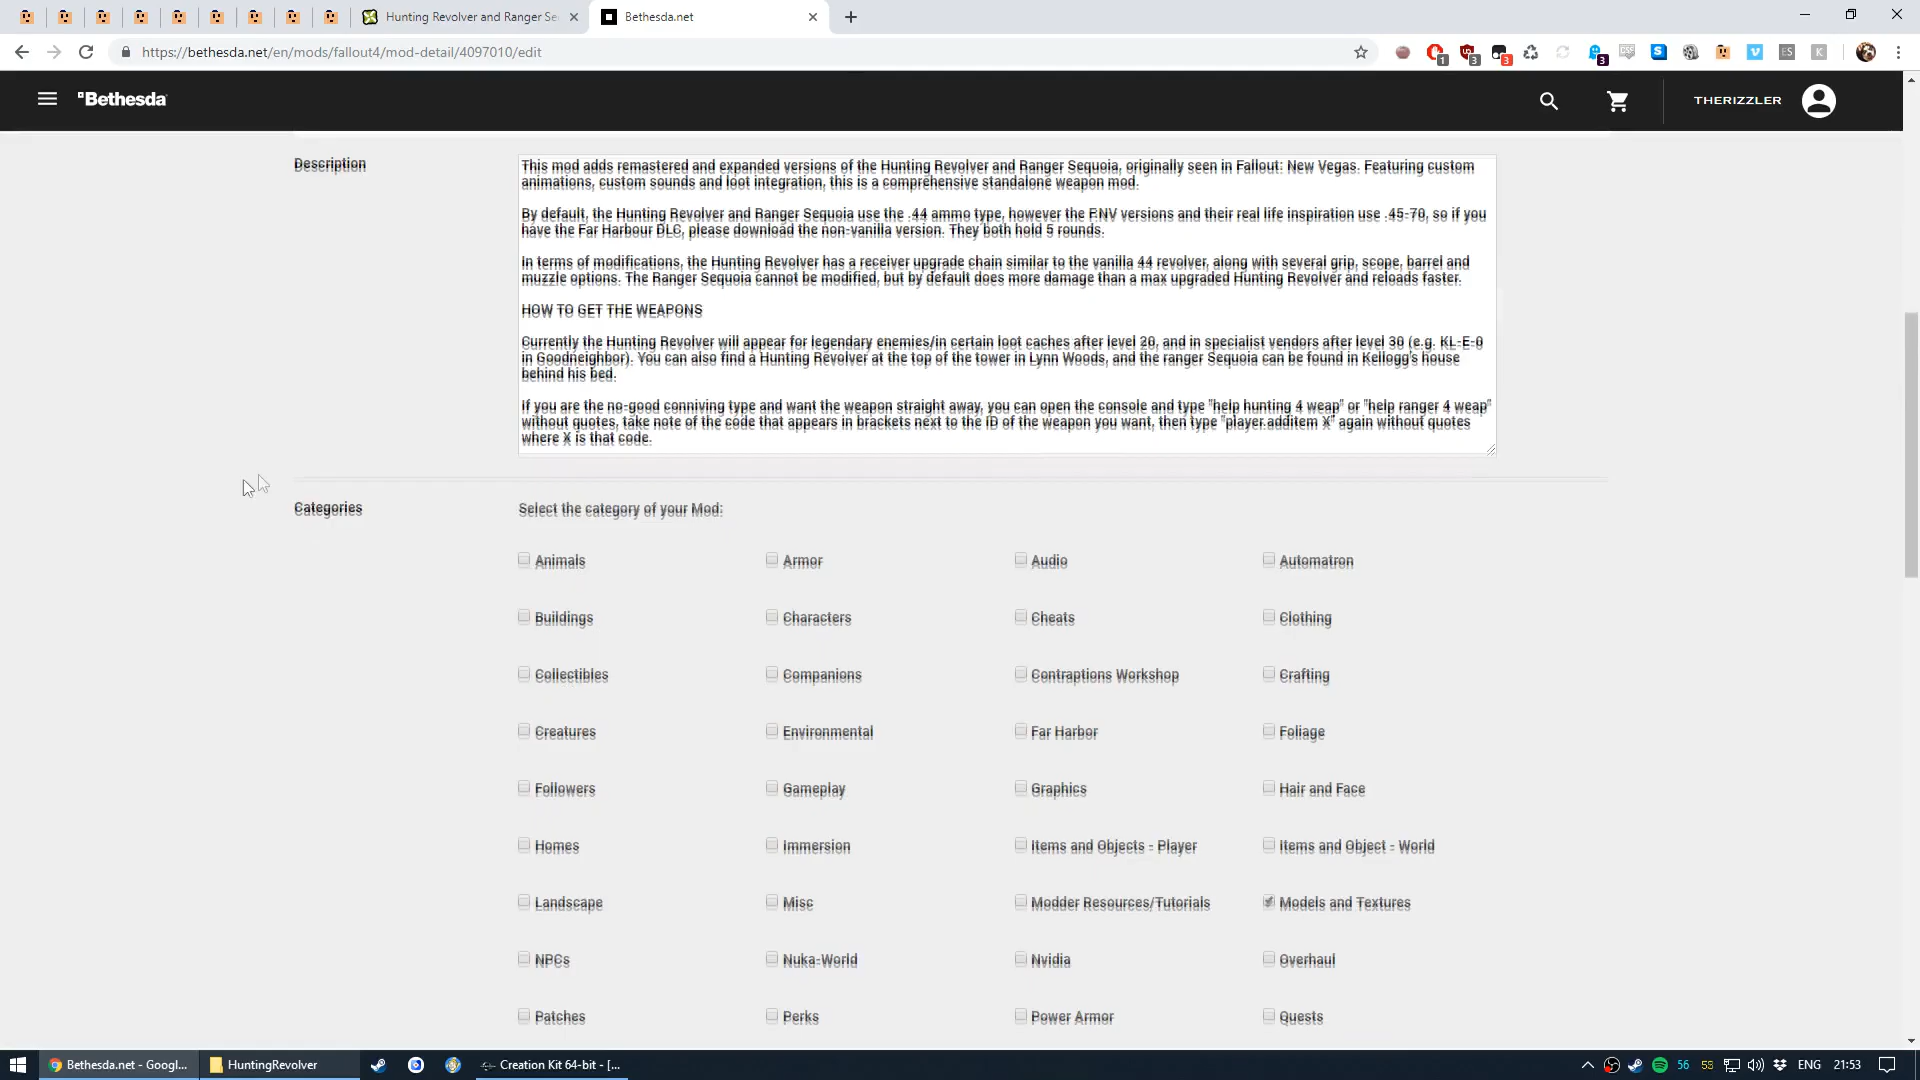 Hunting Revolver and Ranger Se
Bethesda.net
https://bethesda.net/en/mods/fallout4/mod-detail/4097010/edit
1
3
3
3
ES
K
Bethesda
THERIZZLER
Description
This mod adds remastered and expanded versions of the Hunting Revolver and Ranger Sequoia, originally seen in Fallout: New Vegas. Featuring custom
animations, custom sounds and loot integration, this is a comprehensive standalone weapon mod.
By default, the Hunting Revolver and Ranger Sequoia use the .44 ammo type, however the FNV versions and their real life inspiration use .45-70, so if you
have the Far Harbour DLC, please download the non-vanilla version. They both hold 5 rounds.
In terms of modifications, the Hunting Revolver has a receiver upgrade chain similar to the vanilla 44 revolver, along with several grip, scope, barrel and
muzzle options. The Ranger Sequoia cannot be modified, but by default does more damage than a max upgraded Hunting Revolver and reloads faster.
HOW TO GET THE WEAPONS
Currently the Hunting Revolver will appear for legendary enemies/in certain loot caches after level 20, and in specialist vendors after level 30 (e.g. KL-E-0
in Goodneighbor). You can also find a Hunting Revolver at the top of the tower in Lynn Woods, and the ranger Sequoia can be found in Kellogg's house
behind his bed.
If you are the no-good conniving type and want the weapon straight away, you can open the console and type "help hunting 4 weap" or "help ranger 4 weap"
without quotes, take note of the code that appears in brackets next to the ID of the weapon you want, then type "player.additem X" again without quotes
where X is that code.
Categories
Select the category of your Mod:
Animals
Armor
Audio
Automatron
Buildings
Characters
Cheats
Clothing
Collectibles
Companions
Contraptions Workshop
Crafting
Creatures
Environmental
Far Harbor
Foliage
Followers
Gameplay
Graphics
Hair and Face
Homes
Immersion
Items and Objects - Player
Items and Object - World
Landscape
Misc
Modder Resources/Tutorials
Models and Textures
NPCs
Nuka-World
Nvidia
Overhaul
Patches
Perks
Power Armor
Quests
Bethesda.net - Googl...
HuntingRevolver
Creation Kit 64-bit - [...
56
ENG
21:53